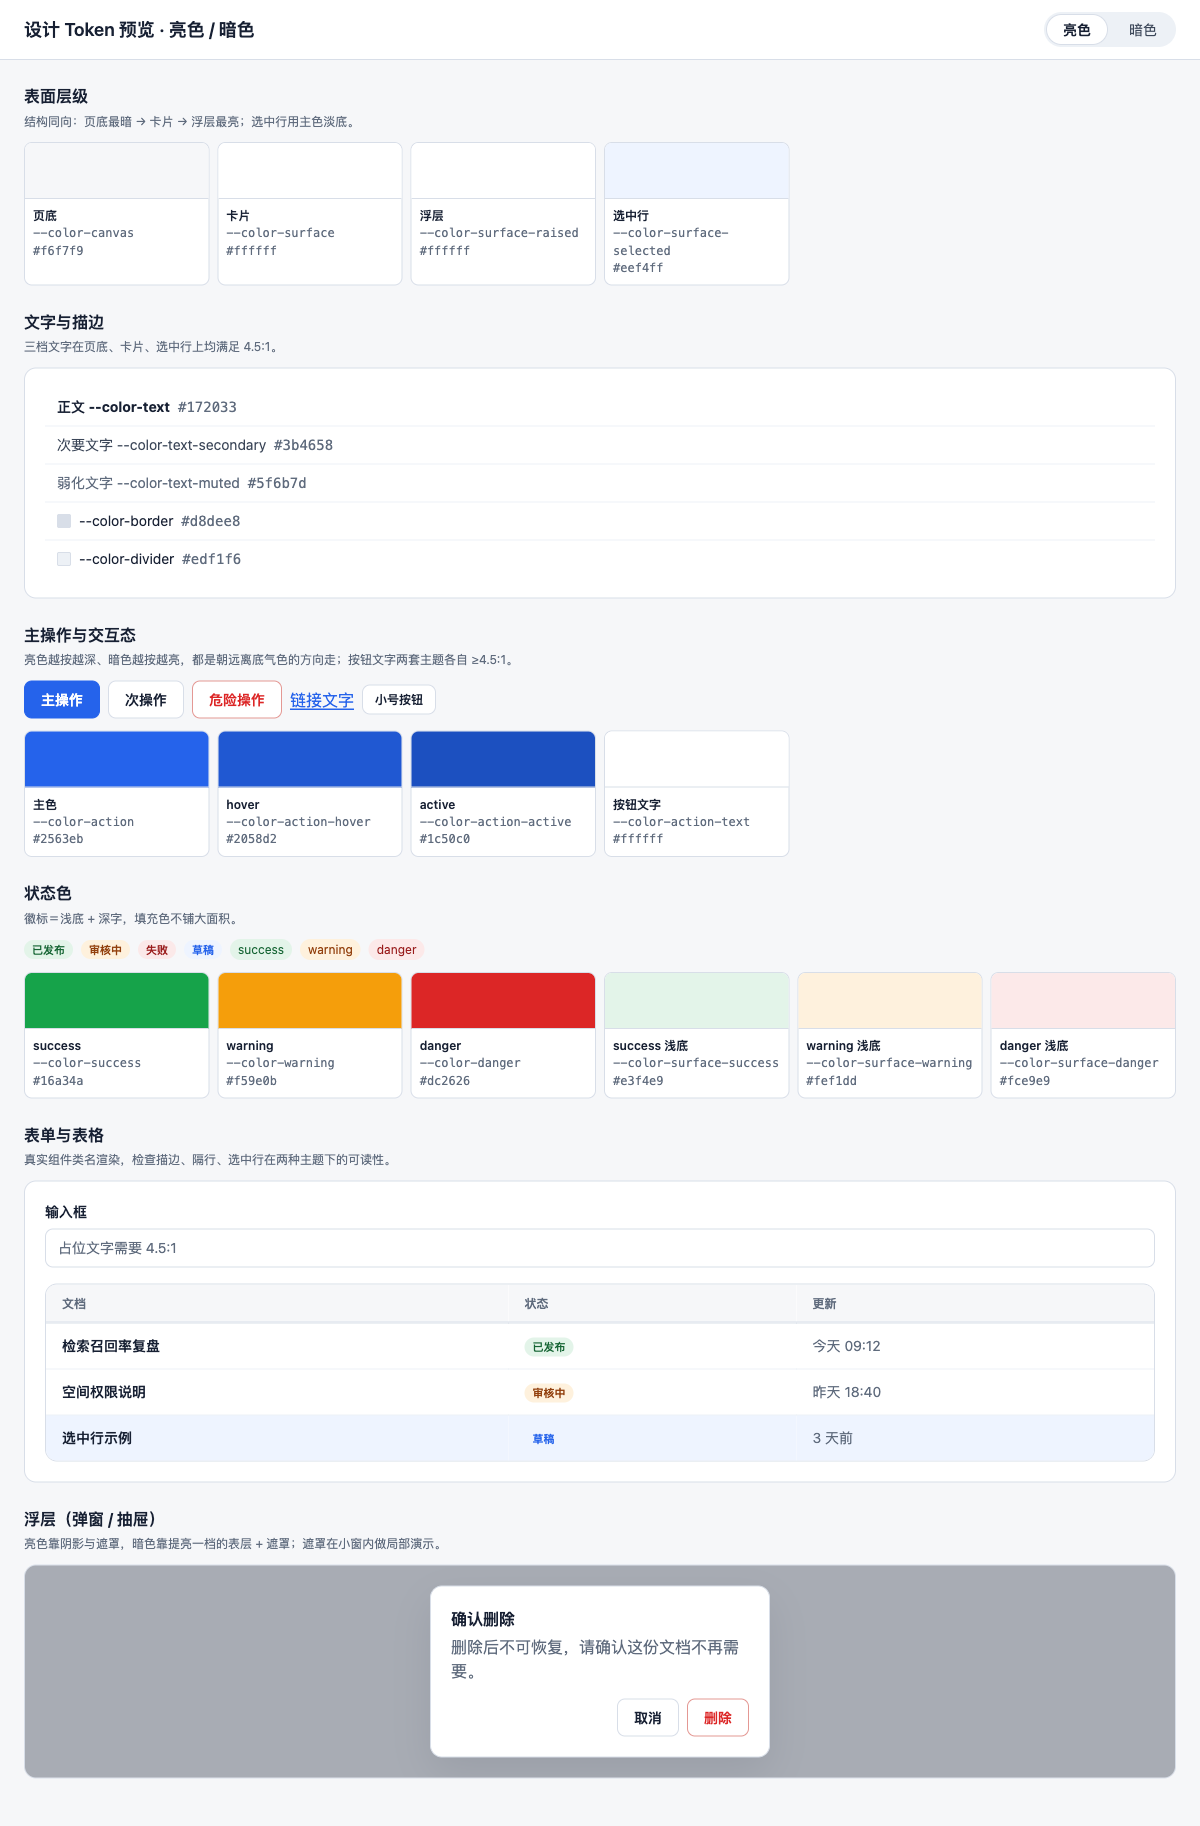 设计 Token 预览 · 亮色 / 暗色
亮色
暗色
表面层级
结构同向：页底最暗 → 卡片 → 浮层最亮；选中行用主色淡底。
页底
--color-canvas
#f6f7f9
卡片
--color-surface
#ffffff
浮层
--color-surface-raised
#ffffff
选中行
--color-surface-
selected
#eef4ff
文字与描边
三档文字在页底、卡片、选中行上均满足 4.5:1。
正文 --color-text #172033
次要文字 --color-text-secondary #3b4658
弱化文字 --color-text-muted #5f6b7d
--color-border #d8dee8
--color-divider #edf1f6
主操作与交互态
亮色越按越深、暗色越按越亮，都是朝远离底气色的方向走；按钮文字两套主题各自 ≥4.5:1。
主操作
次操作
危险操作
链接文字
小号按钮
主色
--color-action
#2563eb
hover
--color-action-hover
#2058d2
active
--color-action-active
#1c50c0
按钮文字
--color-action-text
#ffffff
状态色
徽标＝浅底 + 深字，填充色不铺大面积。
已发布
审核中
失败
草稿
success
warning
danger
success
--color-success
#16a34a
warning
--color-warning
#f59e0b
danger
--color-danger
#dc2626
success 浅底
--color-surface-success
#e3f4e9
warning 浅底
--color-surface-warning
#fef1dd
danger 浅底
--color-surface-danger
#fce9e9
表单与表格
真实组件类名渲染，检查描边、隔行、选中行在两种主题下的可读性。
输入框
占位文字需要 4.5:1
文档
状态
更新
检索召回率复盘
已发布
今天 09:12
空间权限说明
审核中
昨天 18:40
选中行示例
草稿
3 天前
浮层（弹窗 / 抽屉）
亮色靠阴影与遮罩，暗色靠提亮一档的表层 + 遮罩；遮罩在小窗内做局部演示。
确认删除
删除后不可恢复，请确认这份文档不再需
要。
取消
删除